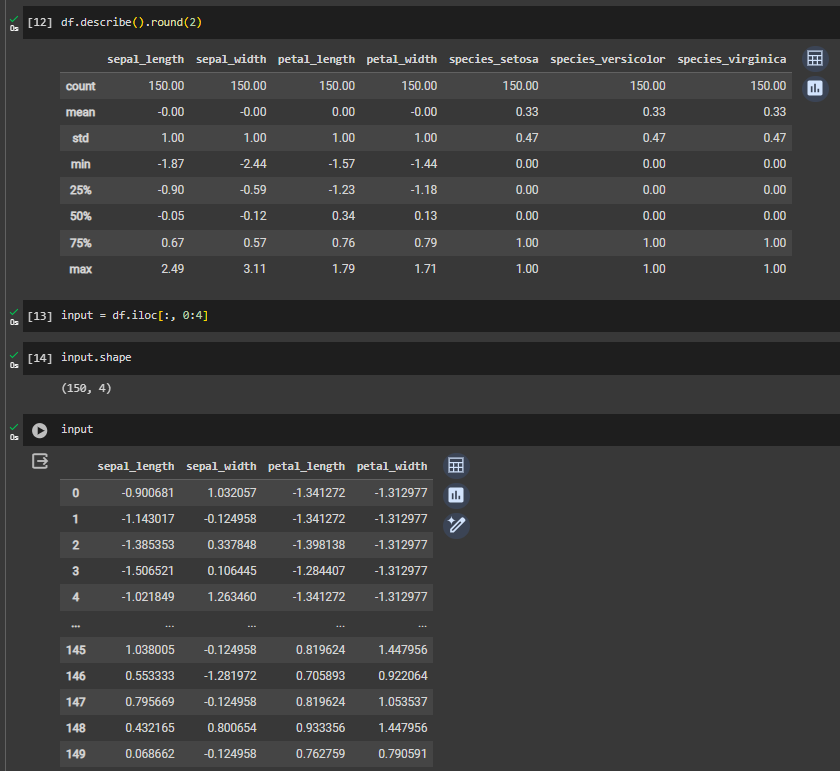 [12] df.describe().round(2)
0s
sepal_length sepal_width petal_length petal_width species_setosa species_versicolor species_virginica
count 150.00 150.00 150.00 150.00 150.00 150.00 150.00
mean -0.00 -0.00 0.00 -0.00 0.33 0.33 0.33
std 1.00 1.00 1.00 1.00 0.47 0.47 0.47
min -1.87 -2.44 -1.57 -1.44 0.00 0.00 0.00
25% -0.90 -0.59 -1.23 -1.18 0.00 0.00 0.00
50% -0.05 -0.12 0.34 0.13 0.00 0.00 0.00
75% 0.67 0.57 0.76 0.79 1.00 1.00 1.00
max 2.49 3.11 1.79 1.71 1.00 1.00 1.00
[13] input = df.iloc[:, 0:4]
0s
[14] input.shape
0s
(150, 4)
input
0s
sepal_length sepal_width petal_length petal_width
0 -0.900681 1.032057 -1.341272 -1.312977
1 -1.143017 -0.124958 -1.341272 -1.312977
2 -1.385353 0.337848 -1.398138 -1.312977
3 -1.506521 0.106445 -1.284407 -1.312977
4 -1.021849 1.263460 -1.341272 -1.312977
... ... ... ... ...
145 1.038005 -0.124958 0.819624 1.447956
146 0.553333 -1.281972 0.705893 0.922064
147 0.795669 -0.124958 0.819624 1.053537
148 0.432165 0.800654 0.933356 1.447956
149 0.068662 -0.124958 0.762759 0.790591